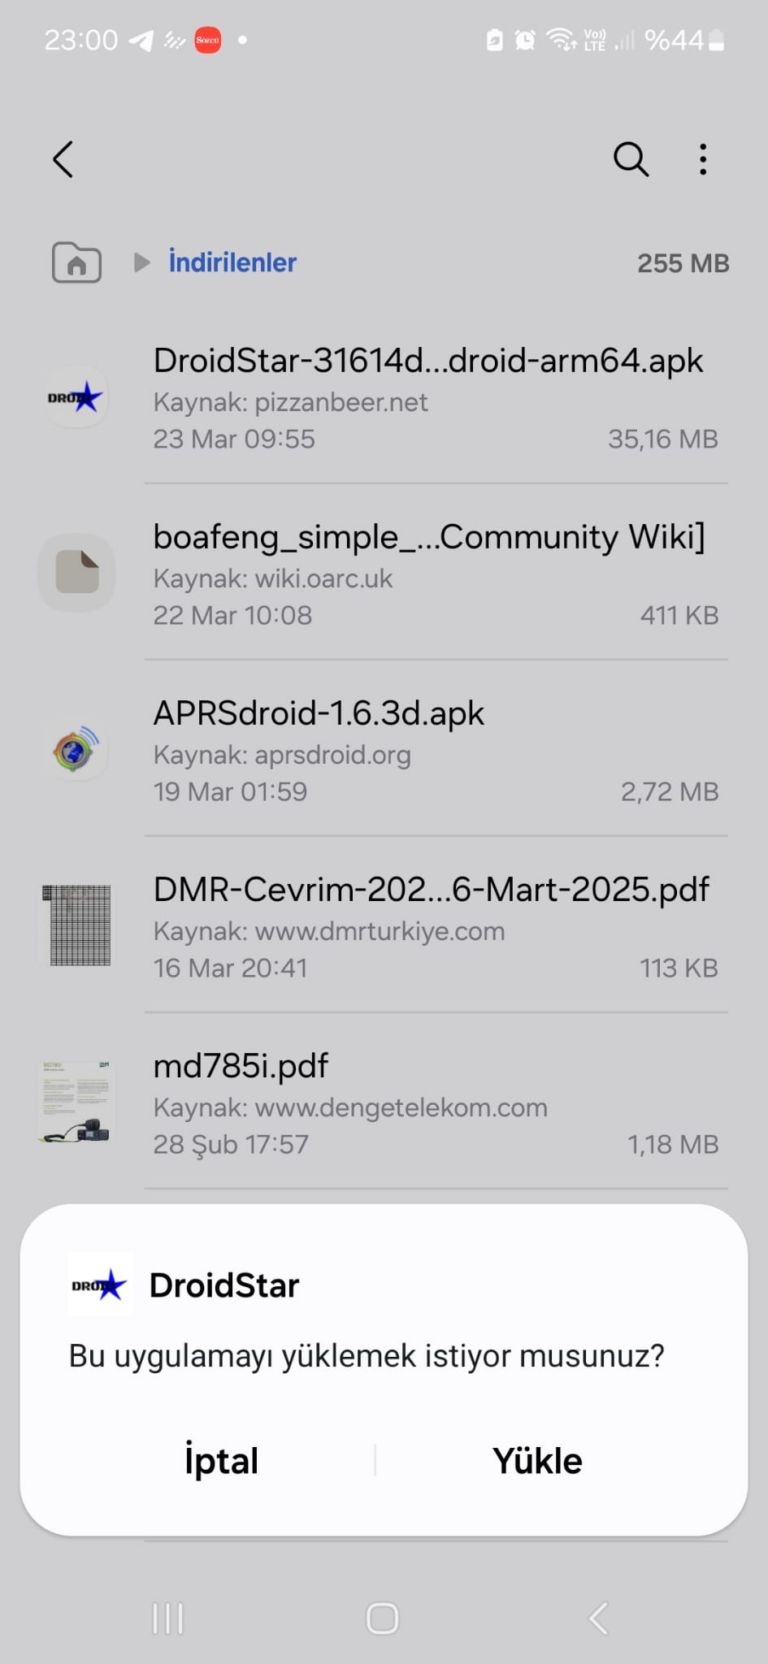 23:00 Sözcü Vo)) LTE %44
İndirilenler 255 MB
DroidStar-31614d...droid-arm64.apk
Kaynak: pizzanbeer.net
23 Mar 09:55 35,16 MB
boafeng_simple_...Community Wiki]
Kaynak: wiki.oarc.uk
22 Mar 10:08 411 KB
APRSdroid-1.6.3d.apk
Kaynak: aprsdroid.org
19 Mar 01:59 2,72 MB
DMR-Cevrim-202...6-Mart-2025.pdf
Kaynak: www.dmrturkiye.com
16 Mar 20:41 113 KB
md785i.pdf
Kaynak: www.dengetelekom.com
28 Şub 17:57 1,18 MB
DroidStar
Bu uygulamayı yüklemek istiyor musunuz?
İptal Yükle